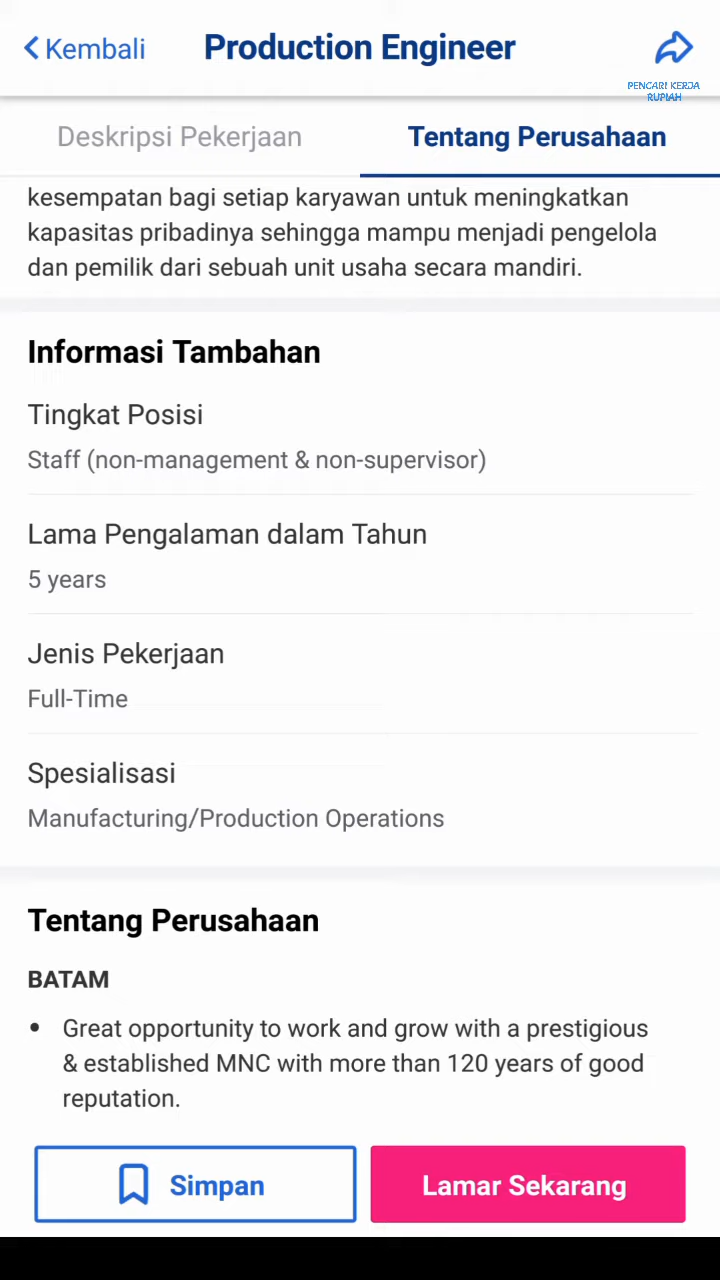 Kembali
Production Engineer
PENCARI KERJA
RUPIAH
Deskripsi Pekerjaan
Tentang Perusahaan
kesempatan bagi setiap karyawan untuk meningkatkan
kapasitas pribadinya sehingga mampu menjadi pengelola
dan pemilik dari sebuah unit usaha secara mandiri.
Informasi Tambahan
Tingkat Posisi
Staff (non-management & non-supervisor)
Lama Pengalaman dalam Tahun
5 years
Jenis Pekerjaan
Full-Time
Spesialisasi
Manufacturing/Production Operations
Tentang Perusahaan
BATAM
• Great opportunity to work and grow with a prestigious
& established MNC with more than 120 years of good
reputation.
Simpan
Lamar Sekarang